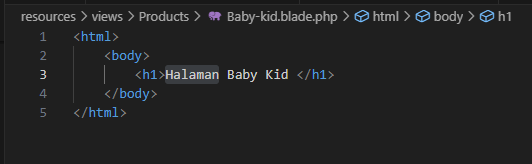 resources > views > Products > Baby-kid.blade.php > html > body > h1
1 <html>
2 <body>
3 <h1>Halaman Baby Kid </h1>
4 </body>
5 </html>